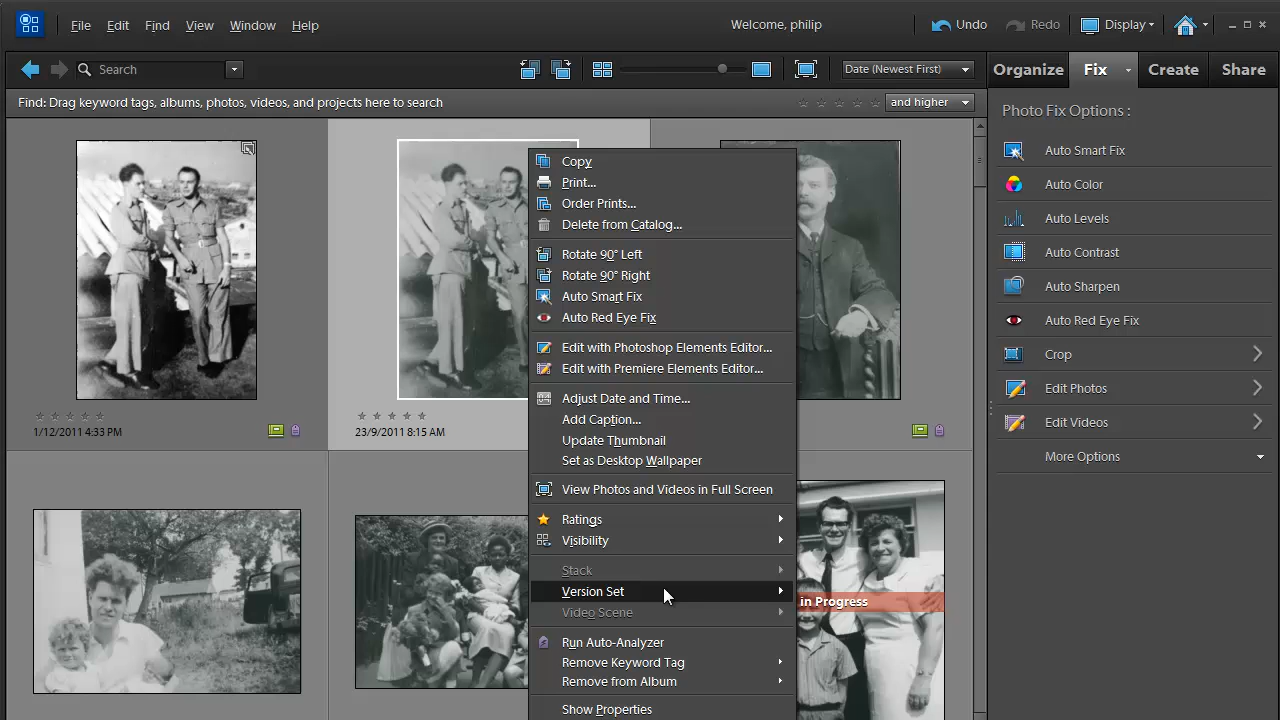 File Edit Find View Window Help
Welcome, philip
Undo Redo Display
Search
Date (Newest First)
Organize Fix Create Share
Find: Drag keyword tags, albums, photos, videos, and projects here to search
and higher
Photo Fix Options :
Auto Smart Fix
Auto Color
Auto Levels
Auto Contrast
Auto Sharpen
Auto Red Eye Fix
Crop
Edit Photos
Edit Videos
More Options
Copy
Print...
Order Prints...
Delete from Catalog...
Rotate 90° Left
Rotate 90° Right
Auto Smart Fix
Auto Red Eye Fix
Edit with Photoshop Elements Editor...
Edit with Premiere Elements Editor...
Adjust Date and Time...
Add Caption...
Update Thumbnail
Set as Desktop Wallpaper
View Photos and Videos in Full Screen
Ratings
Visibility
Stack
Version Set
Video Scene
Run Auto-Analyzer
Remove Keyword Tag
Remove from Album
Show Properties
1/12/2011 4:33 PM
23/9/2011 8:15 AM
in Progress